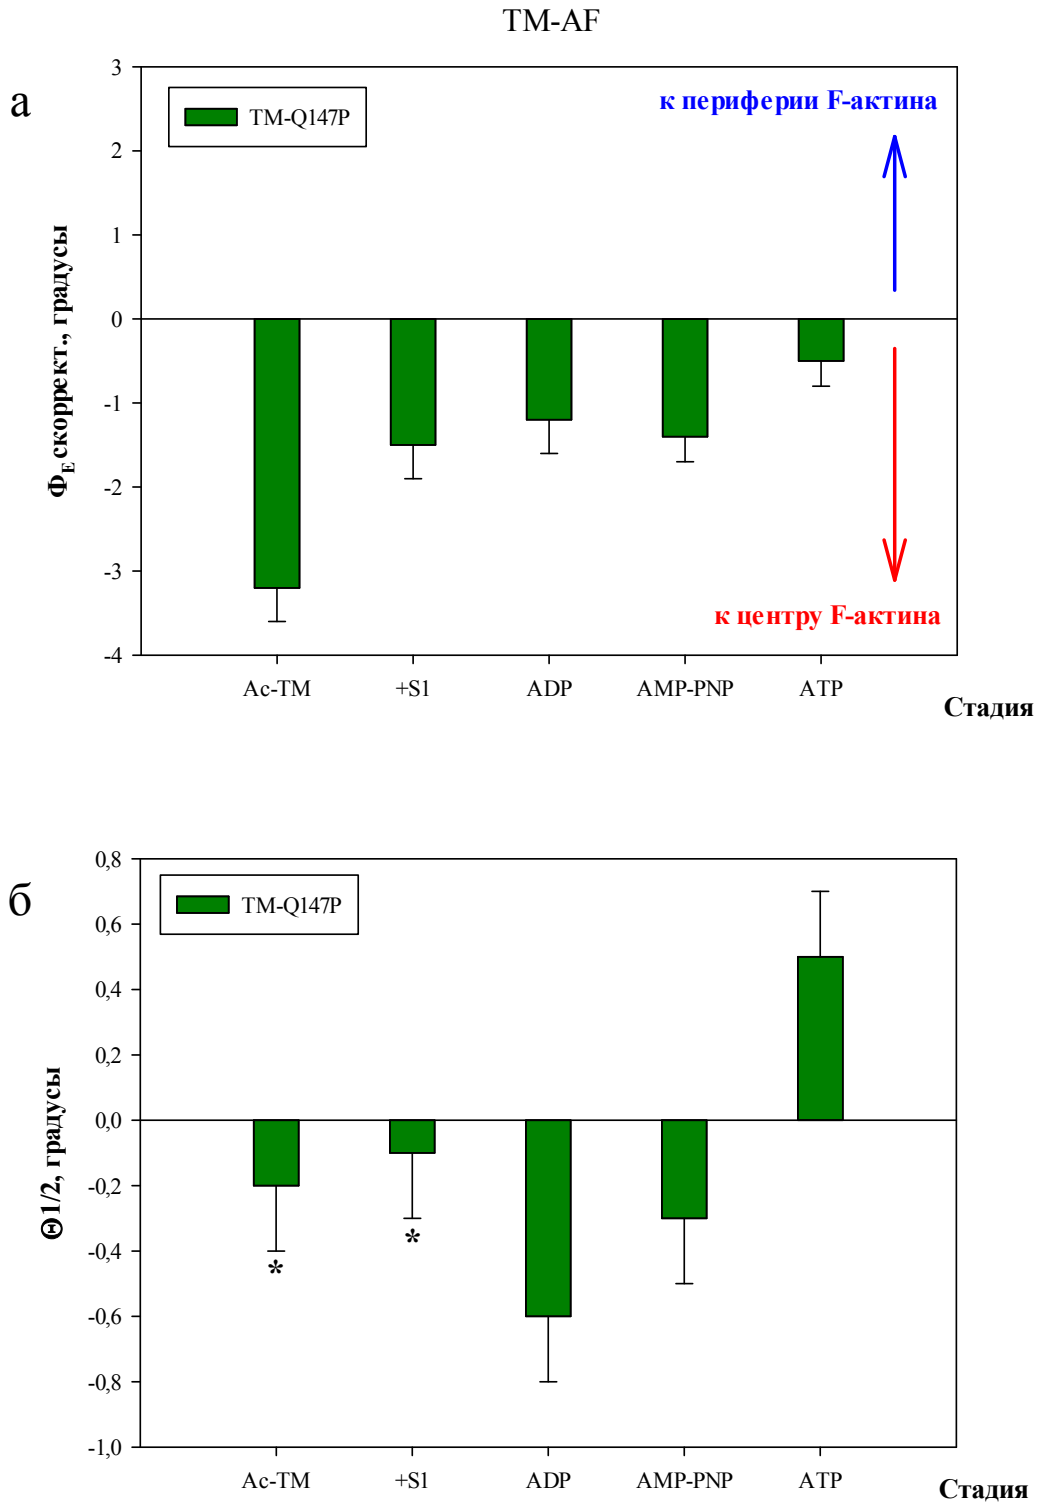 TM-AF
а
3
TM-Q147P
к периферии F-актина
2
1
0
-1
-2
-3
-4
ΦE скоррект., градусы
к центру F-актина
Ac-TM +S1 ADP AMP-PNP ATP
Стадия
б
0,8
TM-Q147P
0,6
0,4
0,2
0,0
-0,2
-0,4
-0,6
-0,8
-1,0
Θ1/2, градусы
*
*
Ac-TM +S1 ADP AMP-PNP ATP
Стадия